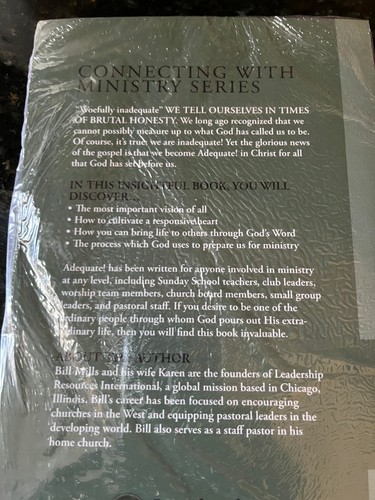 CONNECTING WITH
MINISTRY SERIES
"Woefully inadequate" WE TELL OURSELVES IN TIMES
OF BRUTAL HONESTY. We long ago recognized that we
cannot possibly measure up to what God has called us to be.
Of course, it's true; we are inadequate! Yet the glorious news
of the gospel is that we become Adequate! in Christ for all
that God has set before us.
IN THIS INSIGHTFUL BOOK, YOU WILL
DISCOVER...
• The most important vision of all
• How to cultivate a responsive heart
• How you can bring life to others through God's Word
• The process which God uses to prepare us for ministry
Adequate! has been written for anyone involved in ministry
at any level, including Sunday School teachers, club leaders,
worship team members, church board members, small group
leaders, and pastoral staff. If you desire to be one of the
ordinary people through whom God pours out His extra-
ordinary life, then you will find this book invaluable.
ABOUT THE AUTHOR
Bill Mills and his wife Karen are the founders of Leadership
Resources International, a global mission based in Chicago,
Illinois. Bill's career has been focused on encouraging
churches in the West and equipping pastoral leaders in the
developing world. Bill also serves as a staff pastor in his
home church.